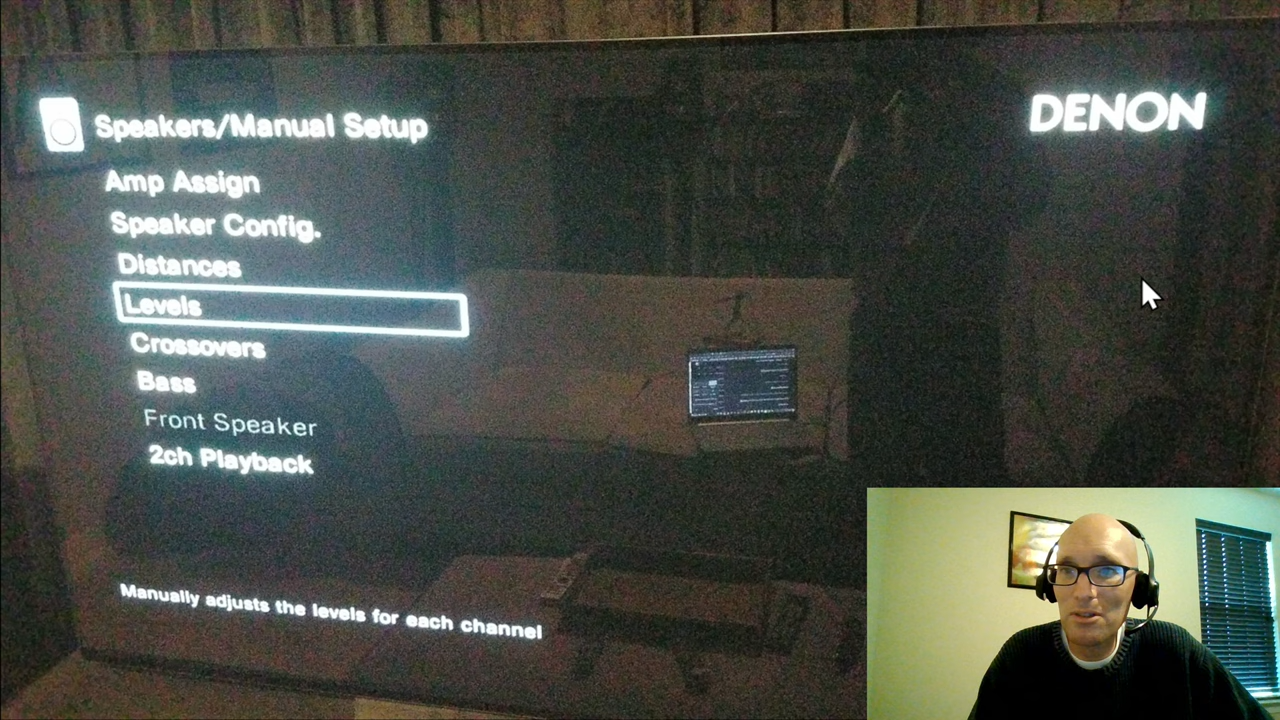 Speakers/Manual Setup
DENON
Amp Assign
Speaker Config.
Distances
Levels
Crossovers
Bass
Front Speaker
2ch Playback
Manually adjusts the levels for each channel